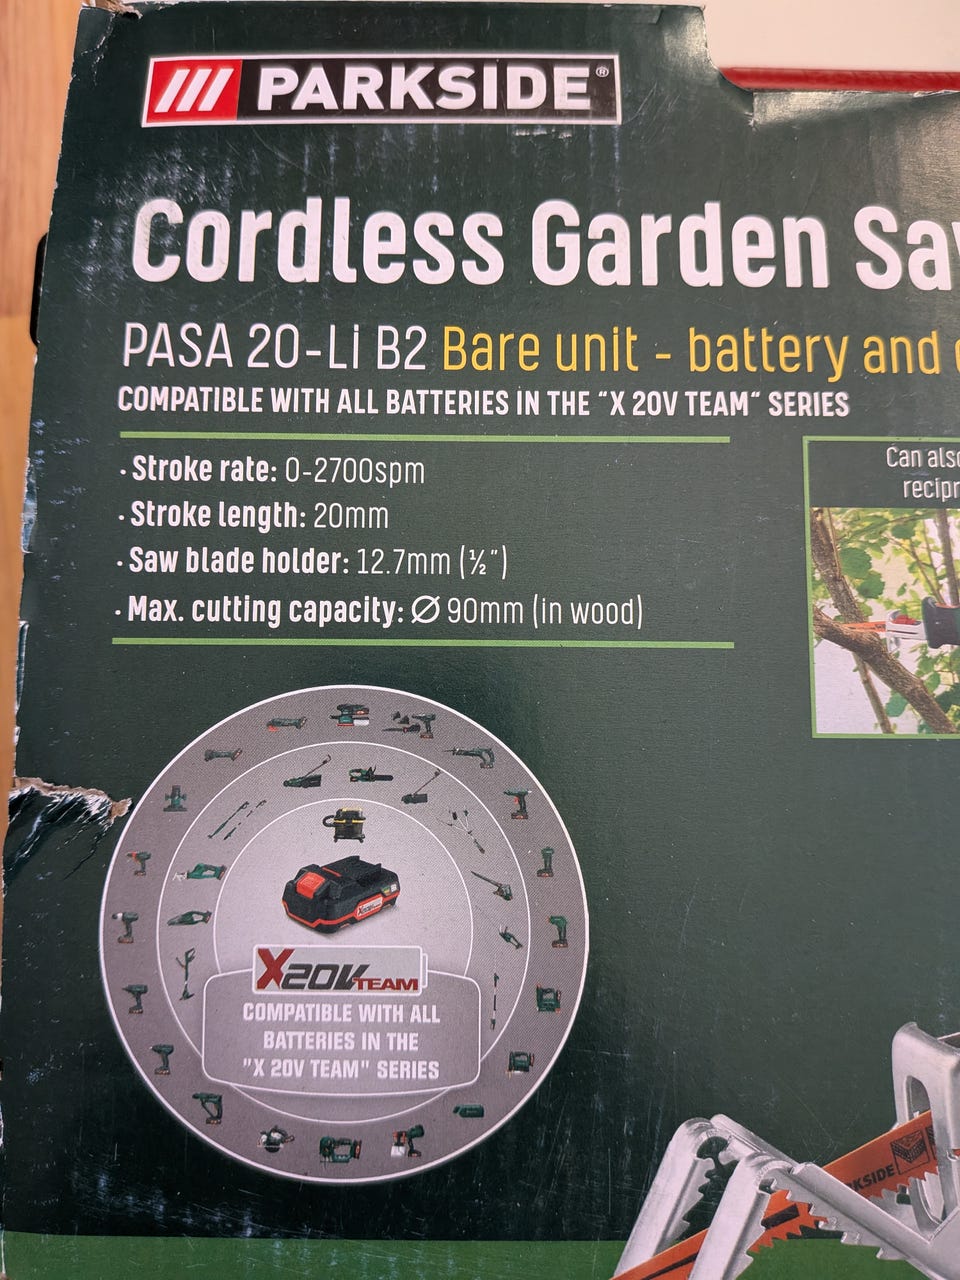 PARKSIDE®
Cordless Garden
PASA 20-Li B2 Bare unit - battery and
COMPATIBLE WITH ALL BATTERIES IN THE "X 20V TEAM" SERIES
· Stroke rate: 0-2700spm
· Stroke length: 20mm
· Saw blade holder: 12.7mm (½")
· Max. cutting capacity: Ø 90mm (in wood)
Can
X20V TEAM
COMPATIBLE WITH ALL
BATTERIES IN THE
"X 20V TEAM" SERIES